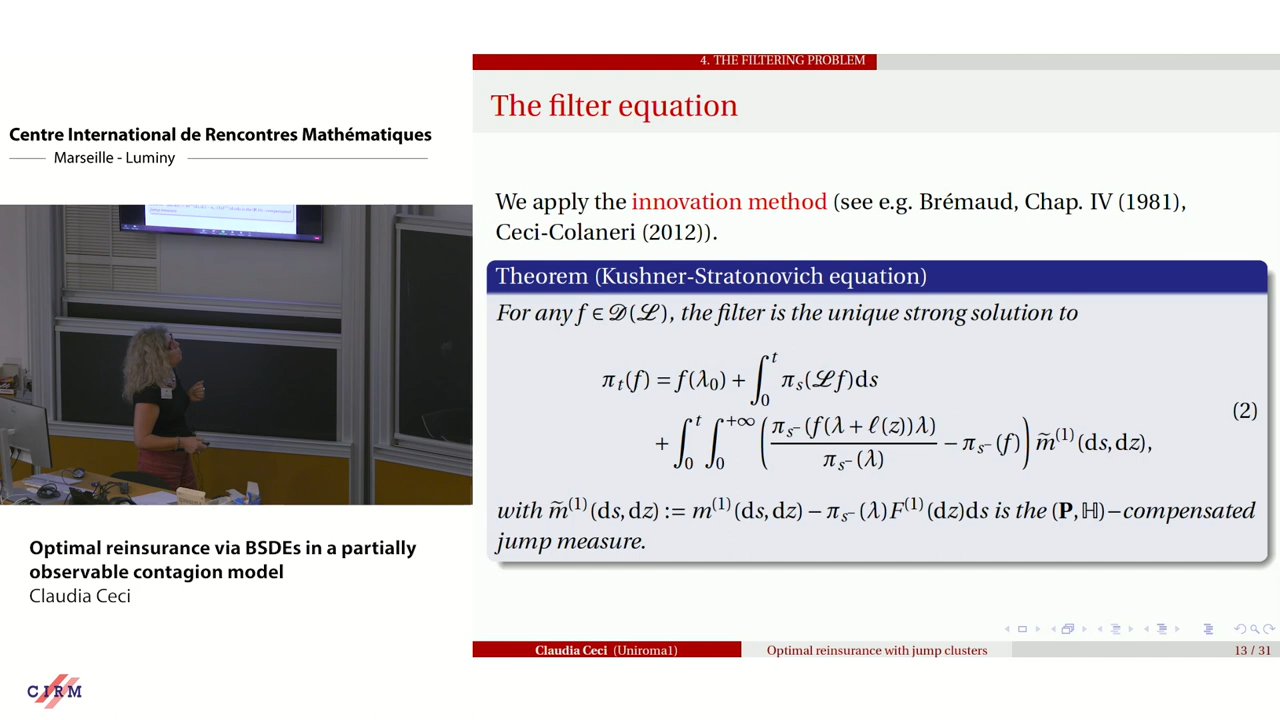 Centre International de Rencontres Mathématiques
Marseille - Luminy
Optimal reinsurance via BSDEs in a partially
observable contagion model
Claudia Ceci
CIRM
4. THE FILTERING PROBLEM
The filter equation
We apply the innovation method (see e.g. Brémaud, Chap. IV (1981),
Ceci-Colaneri (2012)).
Theorem (Kushner-Stratonovich equation)
For any f ∈ 𝒟(ℒ), the filter is the unique strong solution to
π_t(f) = f(λ_0) + ∫_0^t π_s(ℒf)ds
+ ∫_0^t ∫_0^{+∞} ( π_{s^-}(f(λ + ℓ(z))λ) / π_{s^-}(λ) − π_{s^-}(f) ) m̃^{(1)}(ds,dz),
(2)
with m̃^{(1)}(ds,dz) := m^{(1)}(ds,dz) − π_{s^-}(λ)F^{(1)}(dz)ds is the (P,ℍ)−compensated
jump measure.
Claudia Ceci (Uniroma1)
Optimal reinsurance with jump clusters
13 / 31